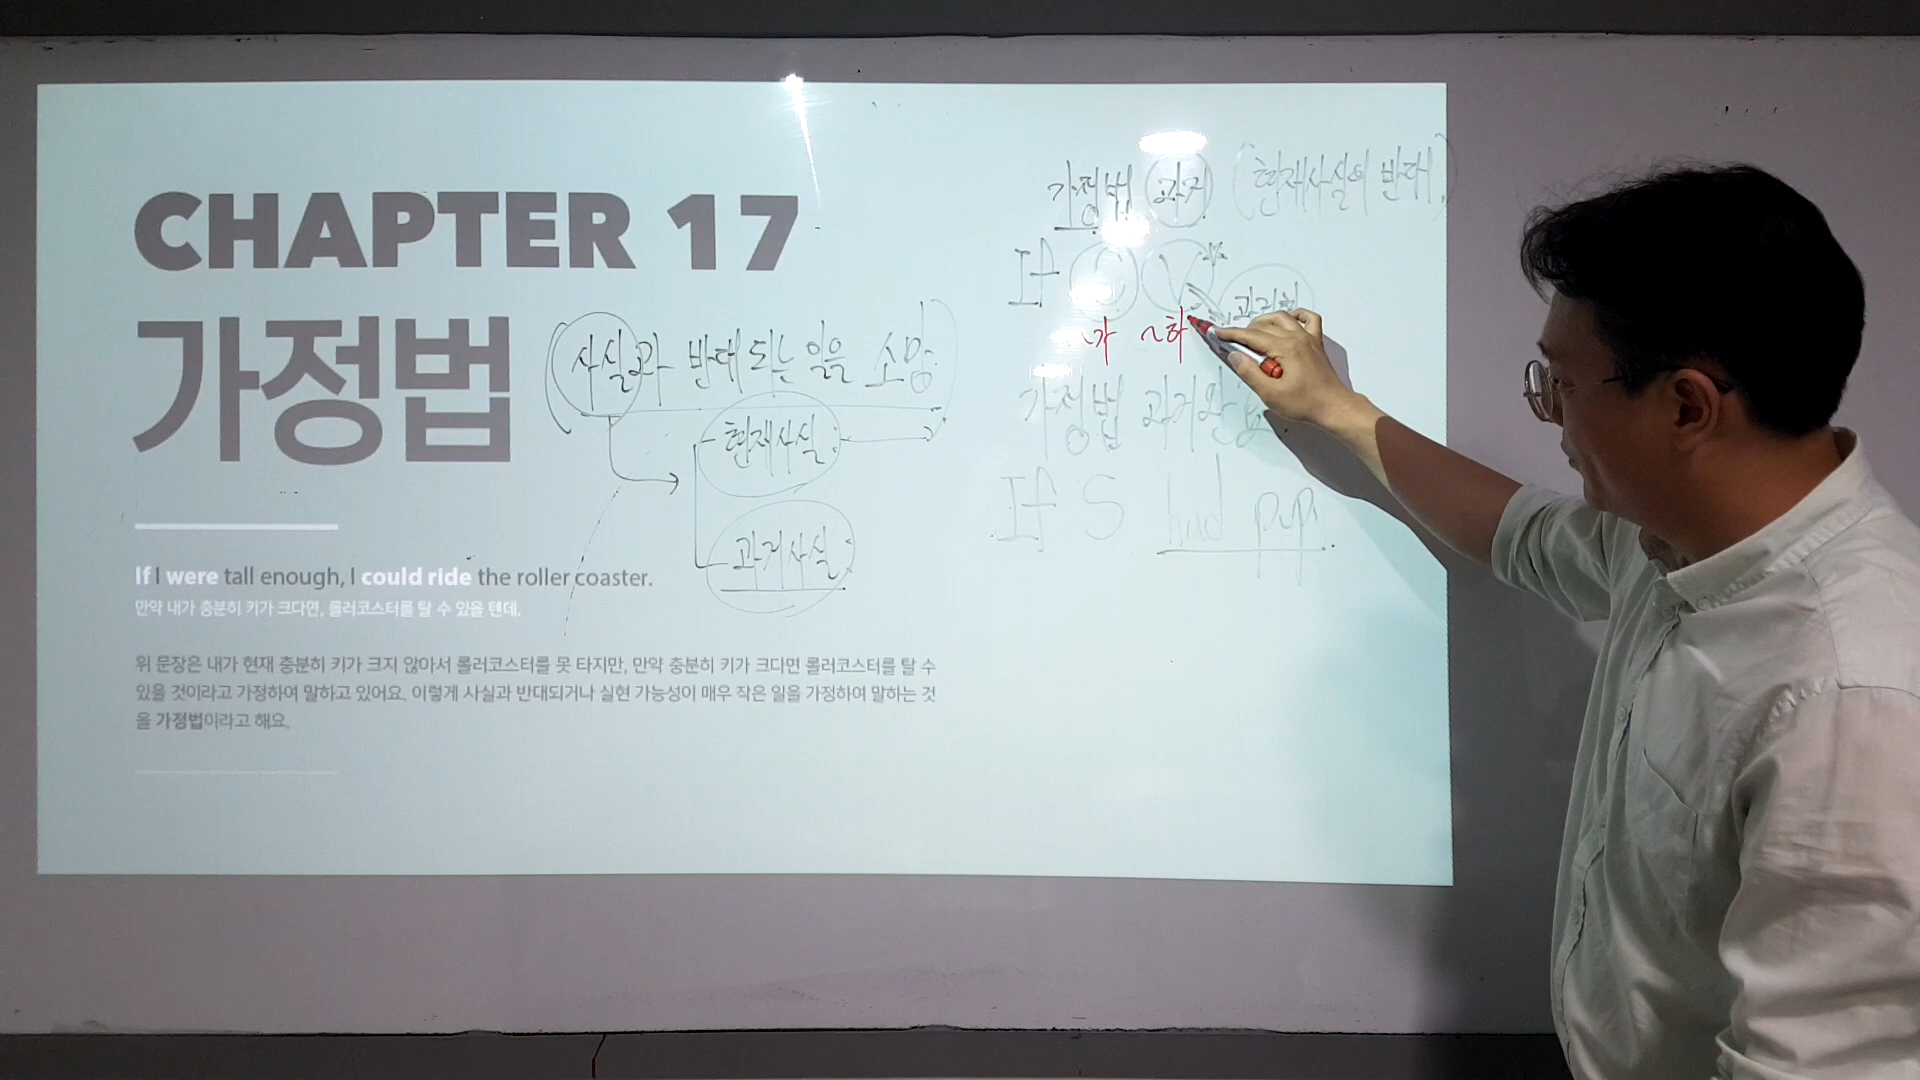 CHAPTER 17
가정법
If I were tall enough, I could ride the roller coaster.
만약 내가 충분히 키가 크다면, 롤러코스터를 탈 수 있을 텐데.
위 문장은 내가 현재 충분히 키가 크지 않아서 롤러코스터를 못 타지만, 만약 충분히 키가 크다면 롤러코스터를 탈 수
있을 것이라고 가정하여 말하고 있어요. 이렇게 사실과 반대되거나 실현 가능성이 매우 작은 일을 가정하여 말하는 것
을 가정법이라고 해요.
(사실과 반대되는 일을 소망)
현재사실
과거사실
가정법 과거 (현재사실의 반대)
If S V
~가 ~하
가정법 과거완
If S had p.p